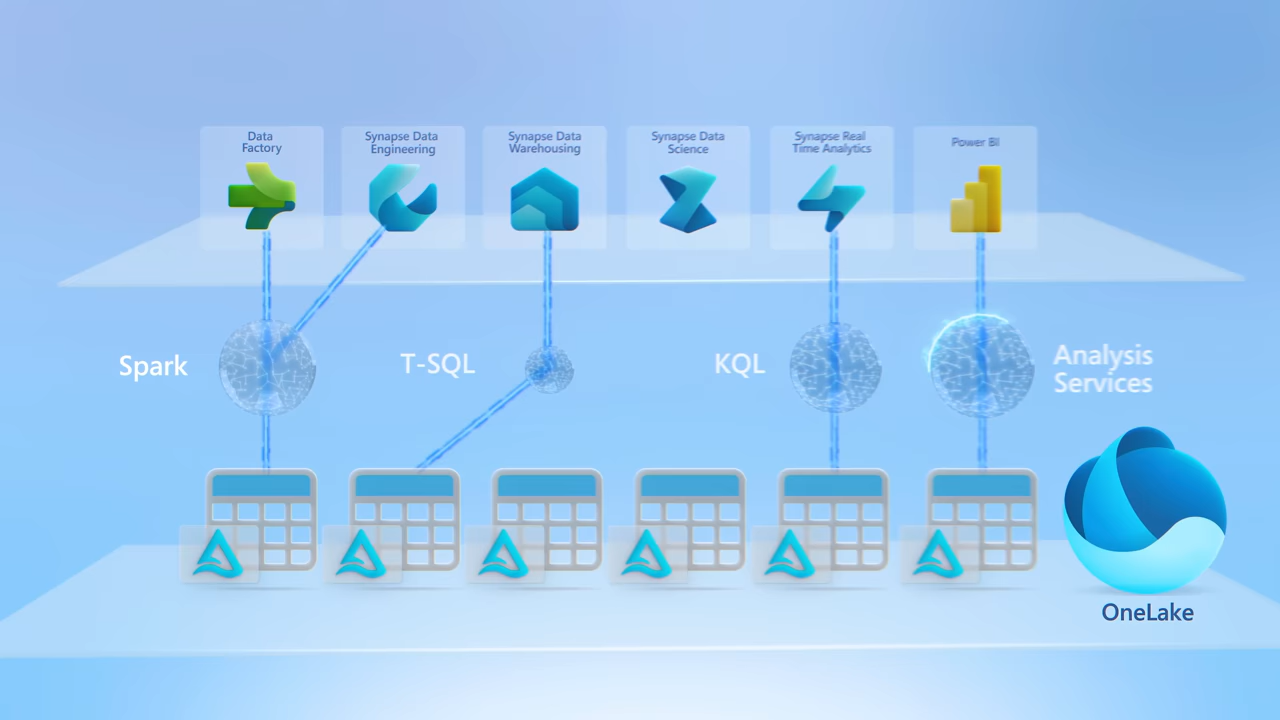 Data
Factory
Synapse Data
Engineering
Synapse Data
Warehousing
Synapse Data
Science
Synapse Real
Time Analytics
Power BI
Spark
T-SQL
KQL
Analysis
Services
OneLake